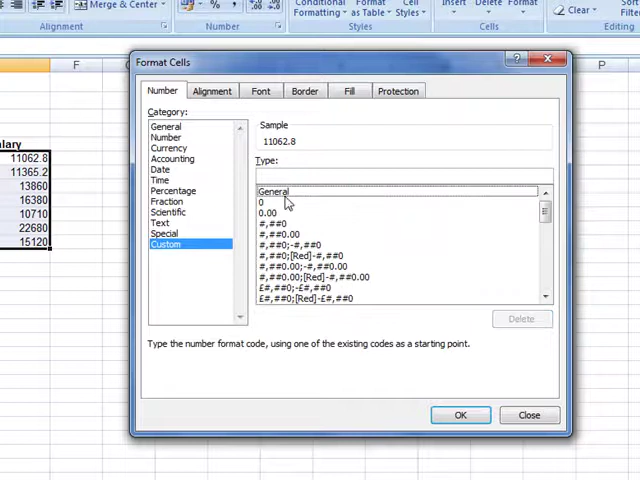 Merge & Center
%
Conditional Formatting
Format as Table
Cell Styles
Insert
Delete
Format
Clear
Sort
Filter
Alignment
Number
Styles
Cells
Editing
F
P
alary
11062.8
11365.2
13860
16380
10710
22680
15120
Format Cells
?
Number
Alignment
Font
Border
Fill
Protection
Category:
General
Number
Currency
Accounting
Date
Time
Percentage
Fraction
Scientific
Text
Special
Custom
Sample
11062.8
Type:
General
0
0.00
#,##0
#,##0.00
#,##0;-#,##0
#,##0;[Red]-#,##0
#,##0.00;-#,##0.00
#,##0.00;[Red]-#,##0.00
£#,##0;-£#,##0
£#,##0;[Red]-£#,##0
Delete
Type the number format code, using one of the existing codes as a starting point.
OK
Close